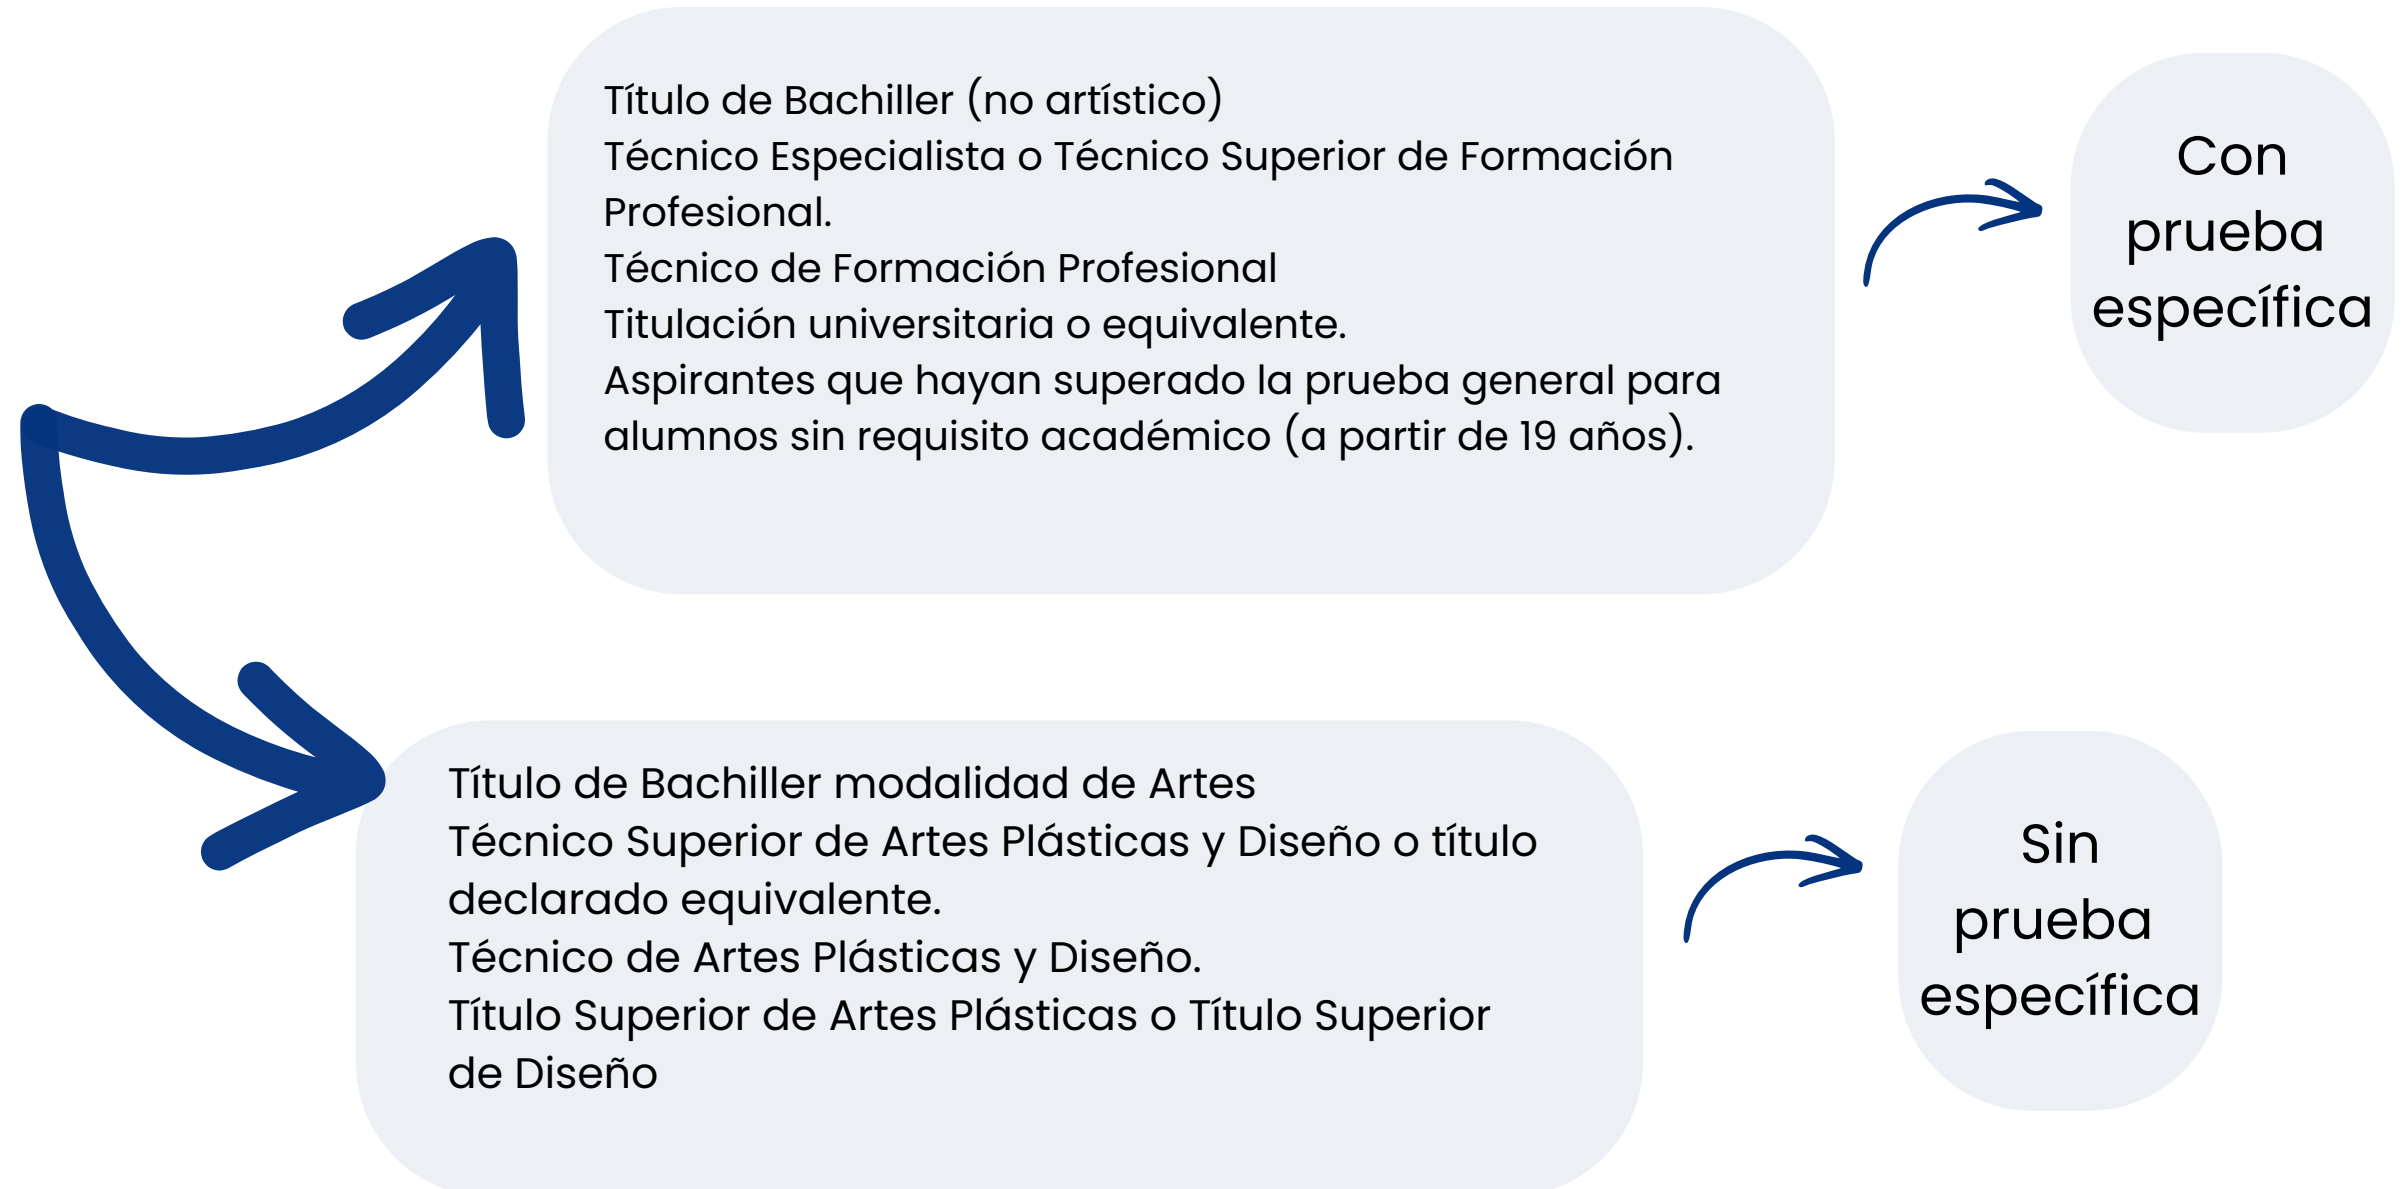 Título de Bachiller (no artístico)
Técnico Especialista o Técnico Superior de Formación
Profesional.
Técnico de Formación Profesional
Titulación universitaria o equivalente.
Aspirantes que hayan superado la prueba general para
alumnos sin requisito académico (a partir de 19 años).
Con
prueba
específica
Título de Bachiller modalidad de Artes
Técnico Superior de Artes Plásticas y Diseño o título
declarado equivalente.
Técnico de Artes Plásticas y Diseño.
Título Superior de Artes Plásticas o Título Superior
de Diseño
Sin
prueba
específica